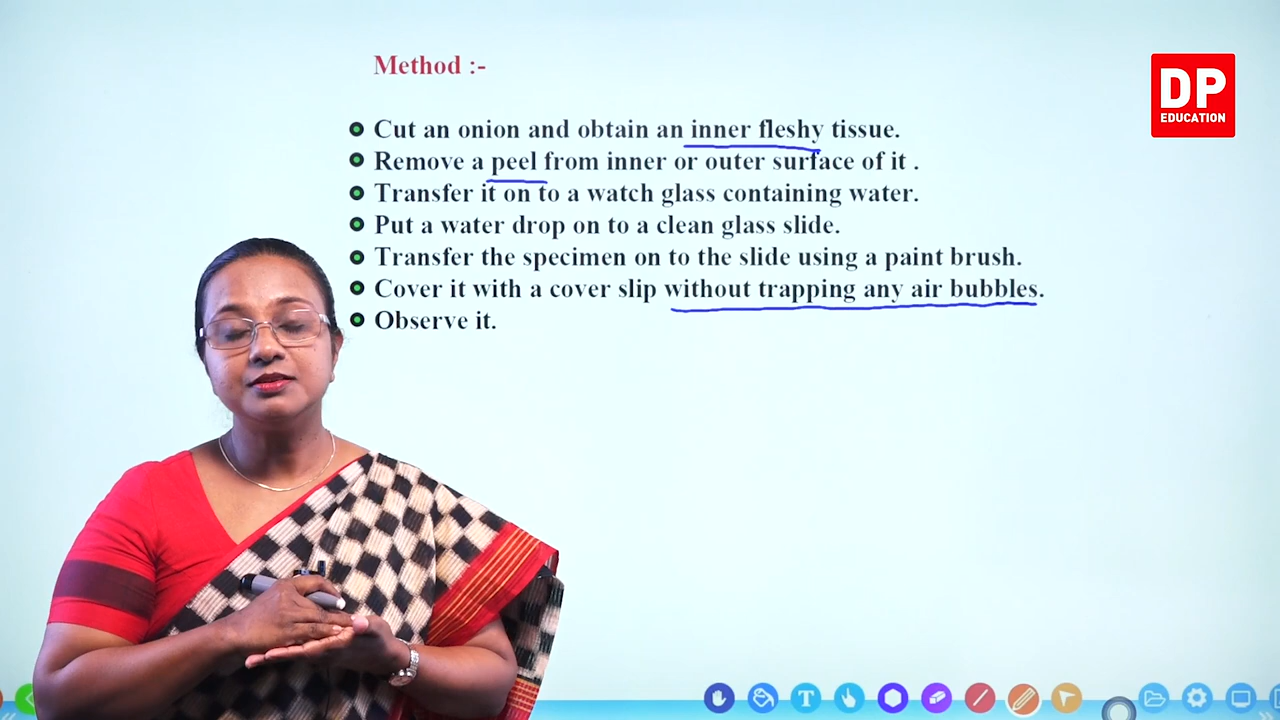 Method :-
DP
EDUCATION
Cut an onion and obtain an inner fleshy tissue.
Remove a peel from inner or outer surface of it .
Transfer it on to a watch glass containing water.
Put a water drop on to a clean glass slide.
Transfer the specimen on to the slide using a paint brush.
Cover it with a cover slip without trapping any air bubbles.
Observe it.
T